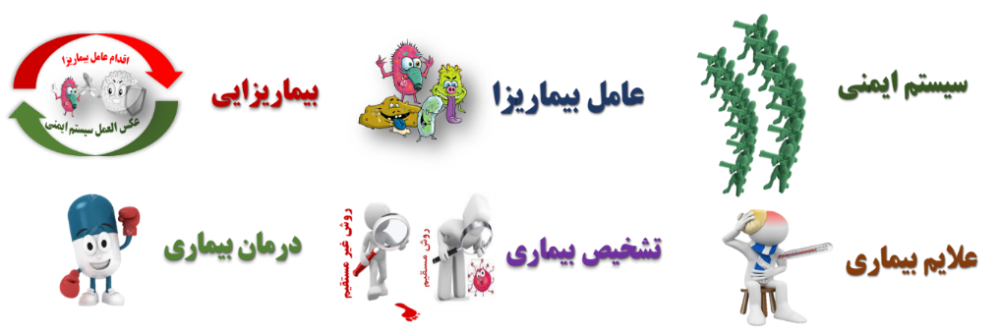 سیستم ایمنی
عامل بیماریزا
بیماریزایی
اقدام عامل بیماریزا
عکس العمل سیستم ایمنی
علایم بیماری
تشخیص بیماری
روش مستقیم
روش غیر مستقیم
درمان بیماری